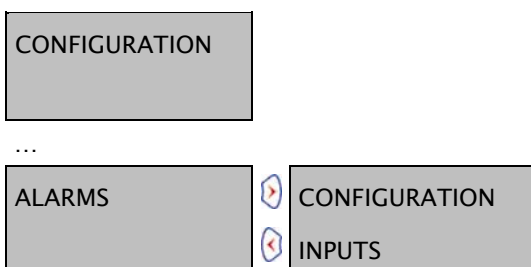 CONFIGURATION
...
ALARMS
CONFIGURATION
INPUTS